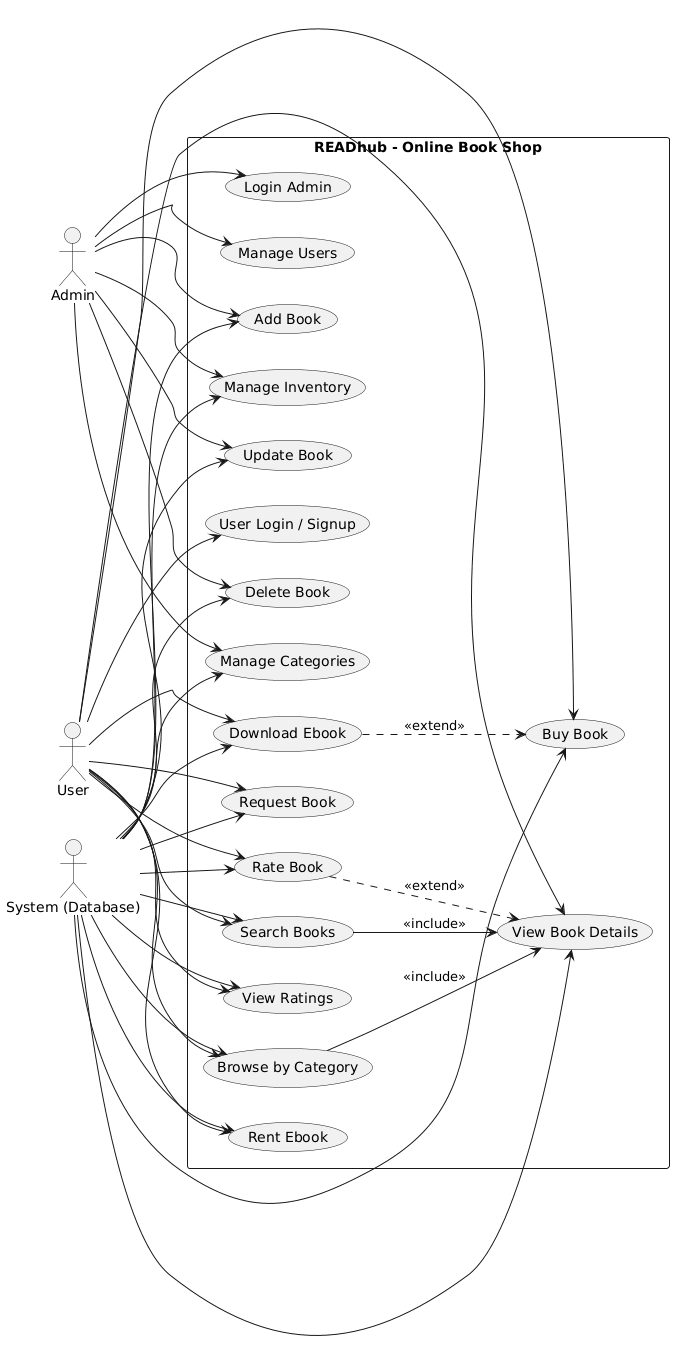 READhub - Online Book Shop
Login Admin
Manage Users
Admin
Add Book
Manage Inventory
Update Book
User Login / Signup
Delete Book
Manage Categories
Download Ebook
«extend»
Buy Book
User
Request Book
Rate Book
«extend»
System (Database)
Search Books
«include»
View Book Details
«include»
View Ratings
Browse by Category
Rent Ebook